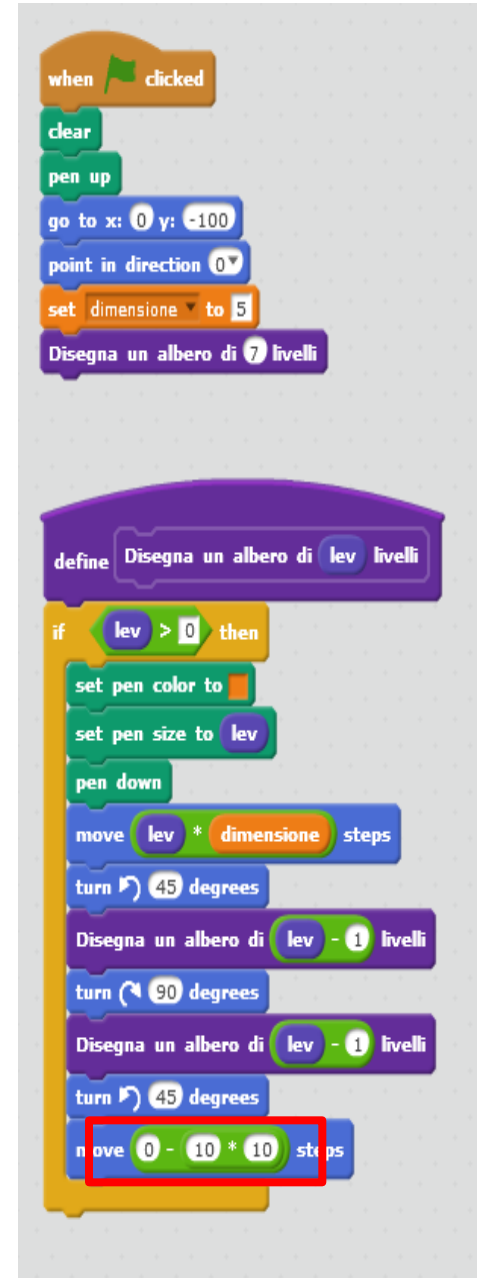 when clicked
clear
pen up
go to x: 0 y: -100
point in direction 0
set dimensione to 5
Disegna un albero di 7 livelli
define Disegna un albero di lev livelli
if lev > 0 then
set pen color to
set pen size to lev
pen down
move lev * dimensione steps
turn 45 degrees
Disegna un albero di lev - 1 livelli
turn 90 degrees
Disegna un albero di lev - 1 livelli
turn 45 degrees
move 0 - 10 * 10 steps